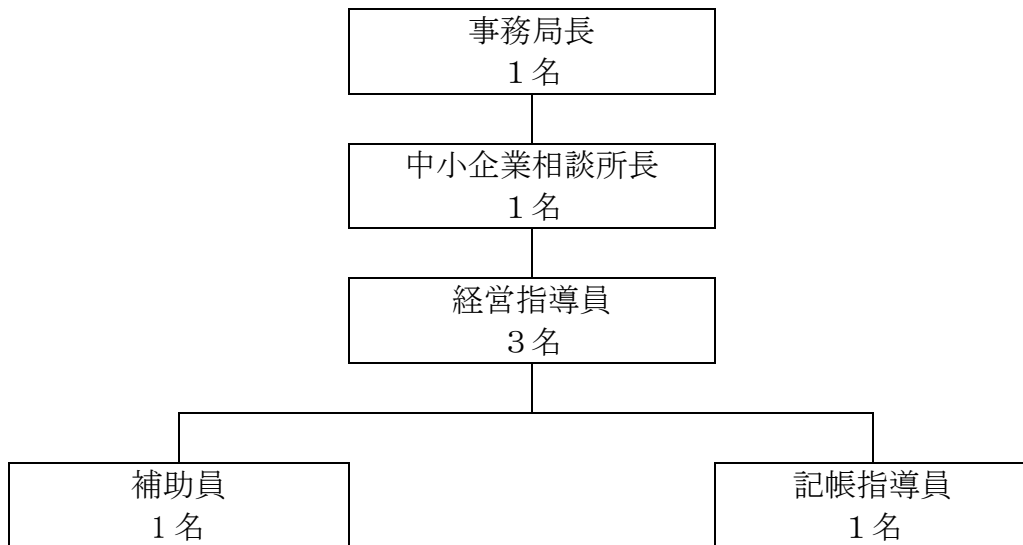 事務局長
１名
中小企業相談所長
１名
経営指導員
３名
補助員
１名
記帳指導員
１名